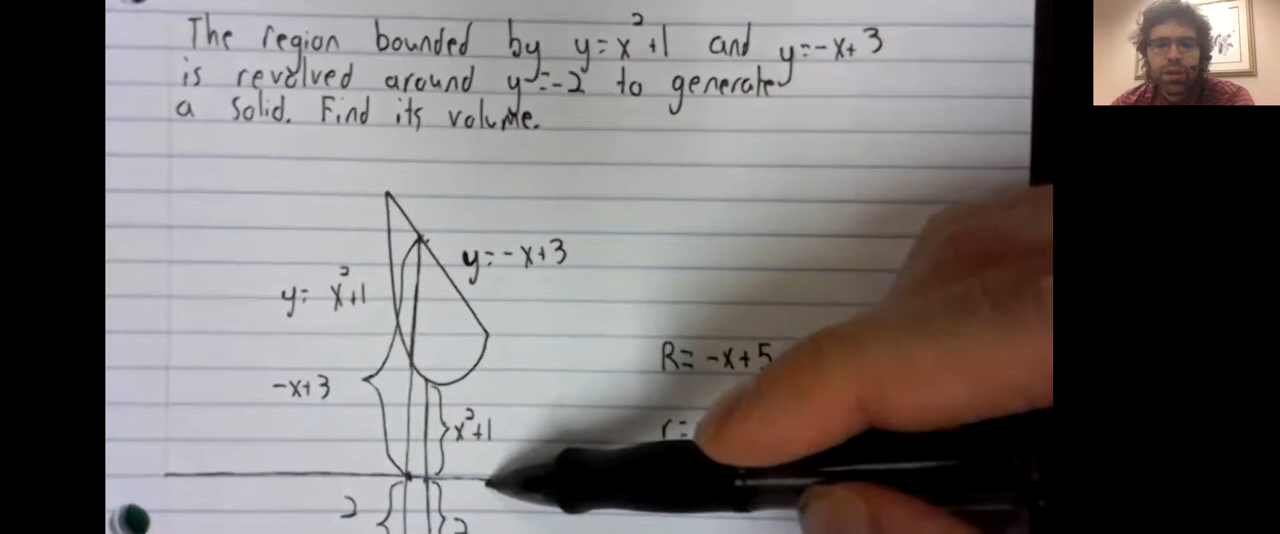 The region bounded by y=x²+1 and y=-x+3
is revolved around y=-2 to generate
a solid. Find its volume.
y=-x+3
y= x²+1
R= -x+5
-x+3
x²+1
r=
2
2